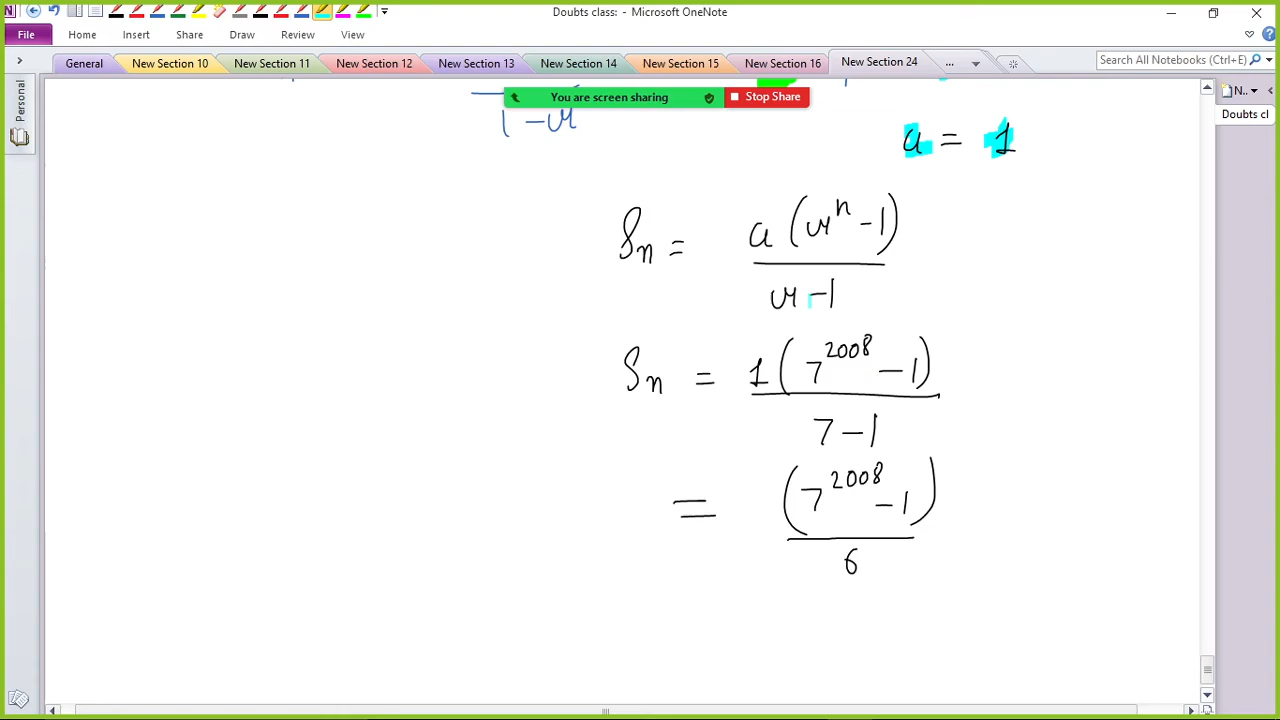 Doubts class: - Microsoft OneNote
File Home Insert Share Draw Review View
General New Section 10 New Section 11 New Section 12 New Section 13 New Section 14 New Section 15 New Section 16 New Section 24 ... Search All Notebooks (Ctrl+E)
Personal
You are screen sharing Stop Share
N... Doubts cl
1 - r
a = 1
Sn = a (r^n - 1)
r - 1
Sn = 1 (7^2008 - 1)
7 - 1
= (7^2008 - 1)
6